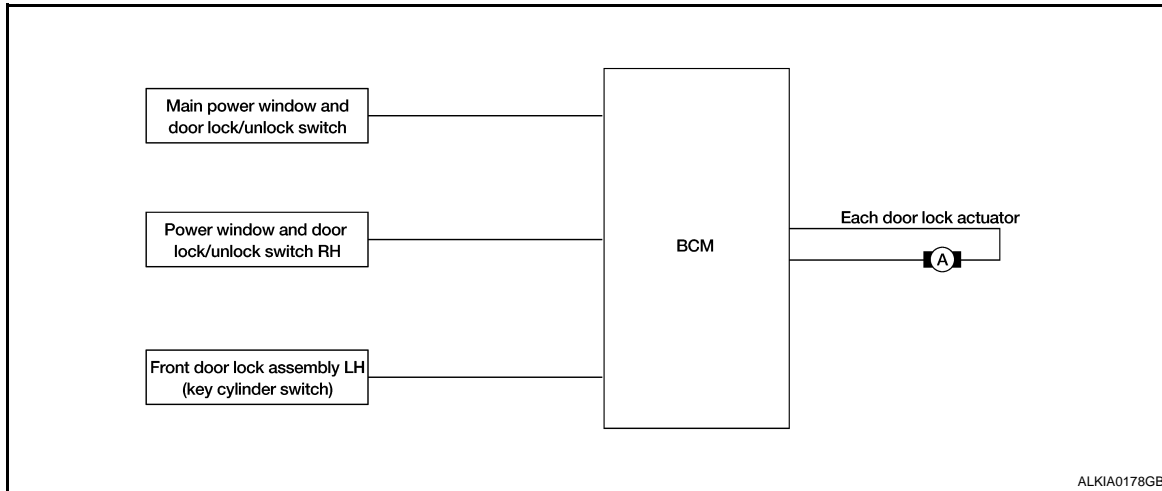 Main power window and
door lock/unlock switch
Power window and door
lock/unlock switch RH
Front door lock assembly LH
(key cylinder switch)
BCM
Each door lock actuator
A
ALKIA0178GB